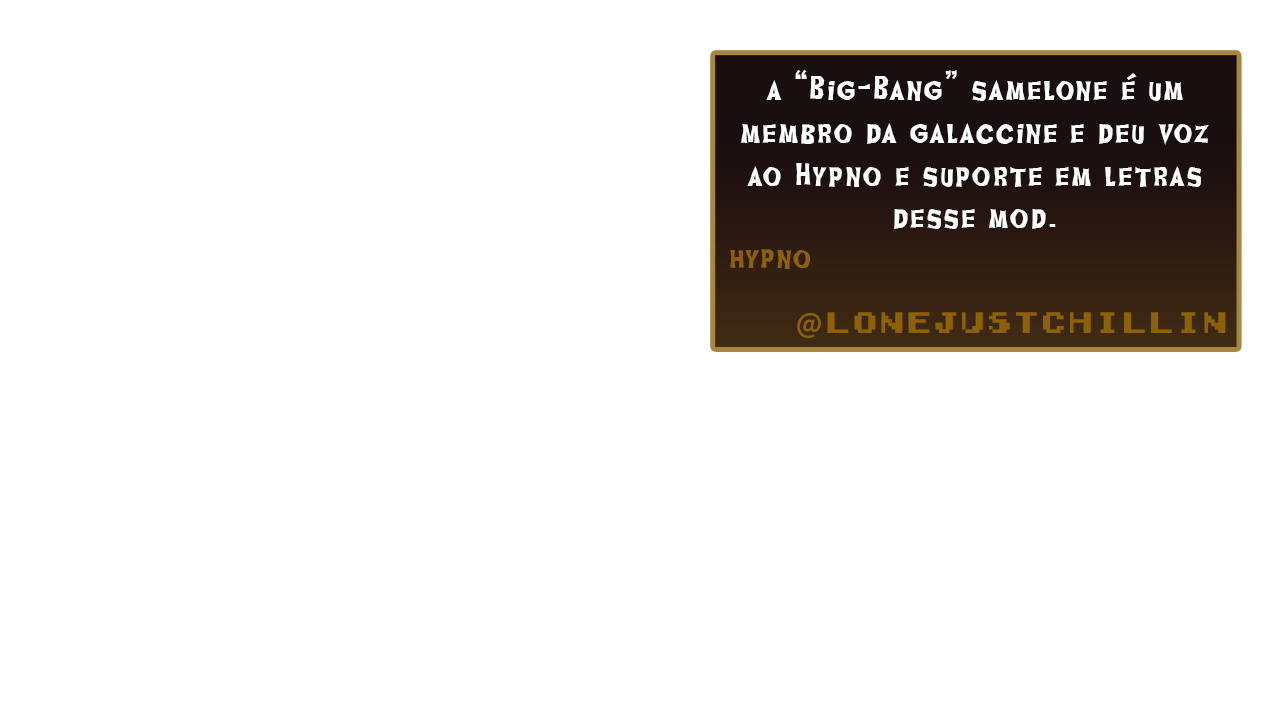 A “Big-Bang” samelone é um
membro da galaccine e deu voz
ao Hypno e suporte em letras
desse mod.
hypno
@LONEJUSTCHILLIN